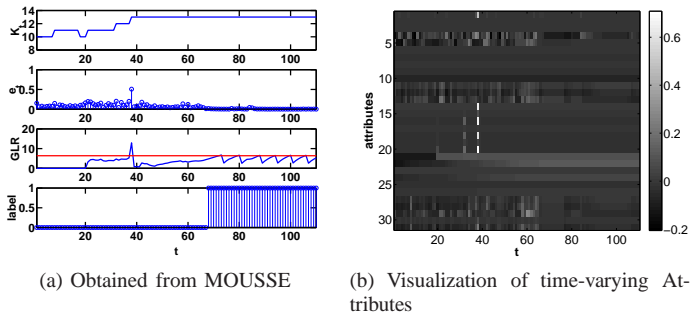 14
12
10
8
K
20 40 60 80 100
1
0.5
0
e
20 40 60 80 100
20
10
0
GLR
20 40 60 80 100
1
0.5
0
label
20 40 60 80 100
t
(a) Obtained from MOUSSE
5
10
15
20
25
30
attributes
20 40 60 80 100
t
0.6
0.4
0.2
0
−0.2
(b) Visualization of time-varying At-
tributes